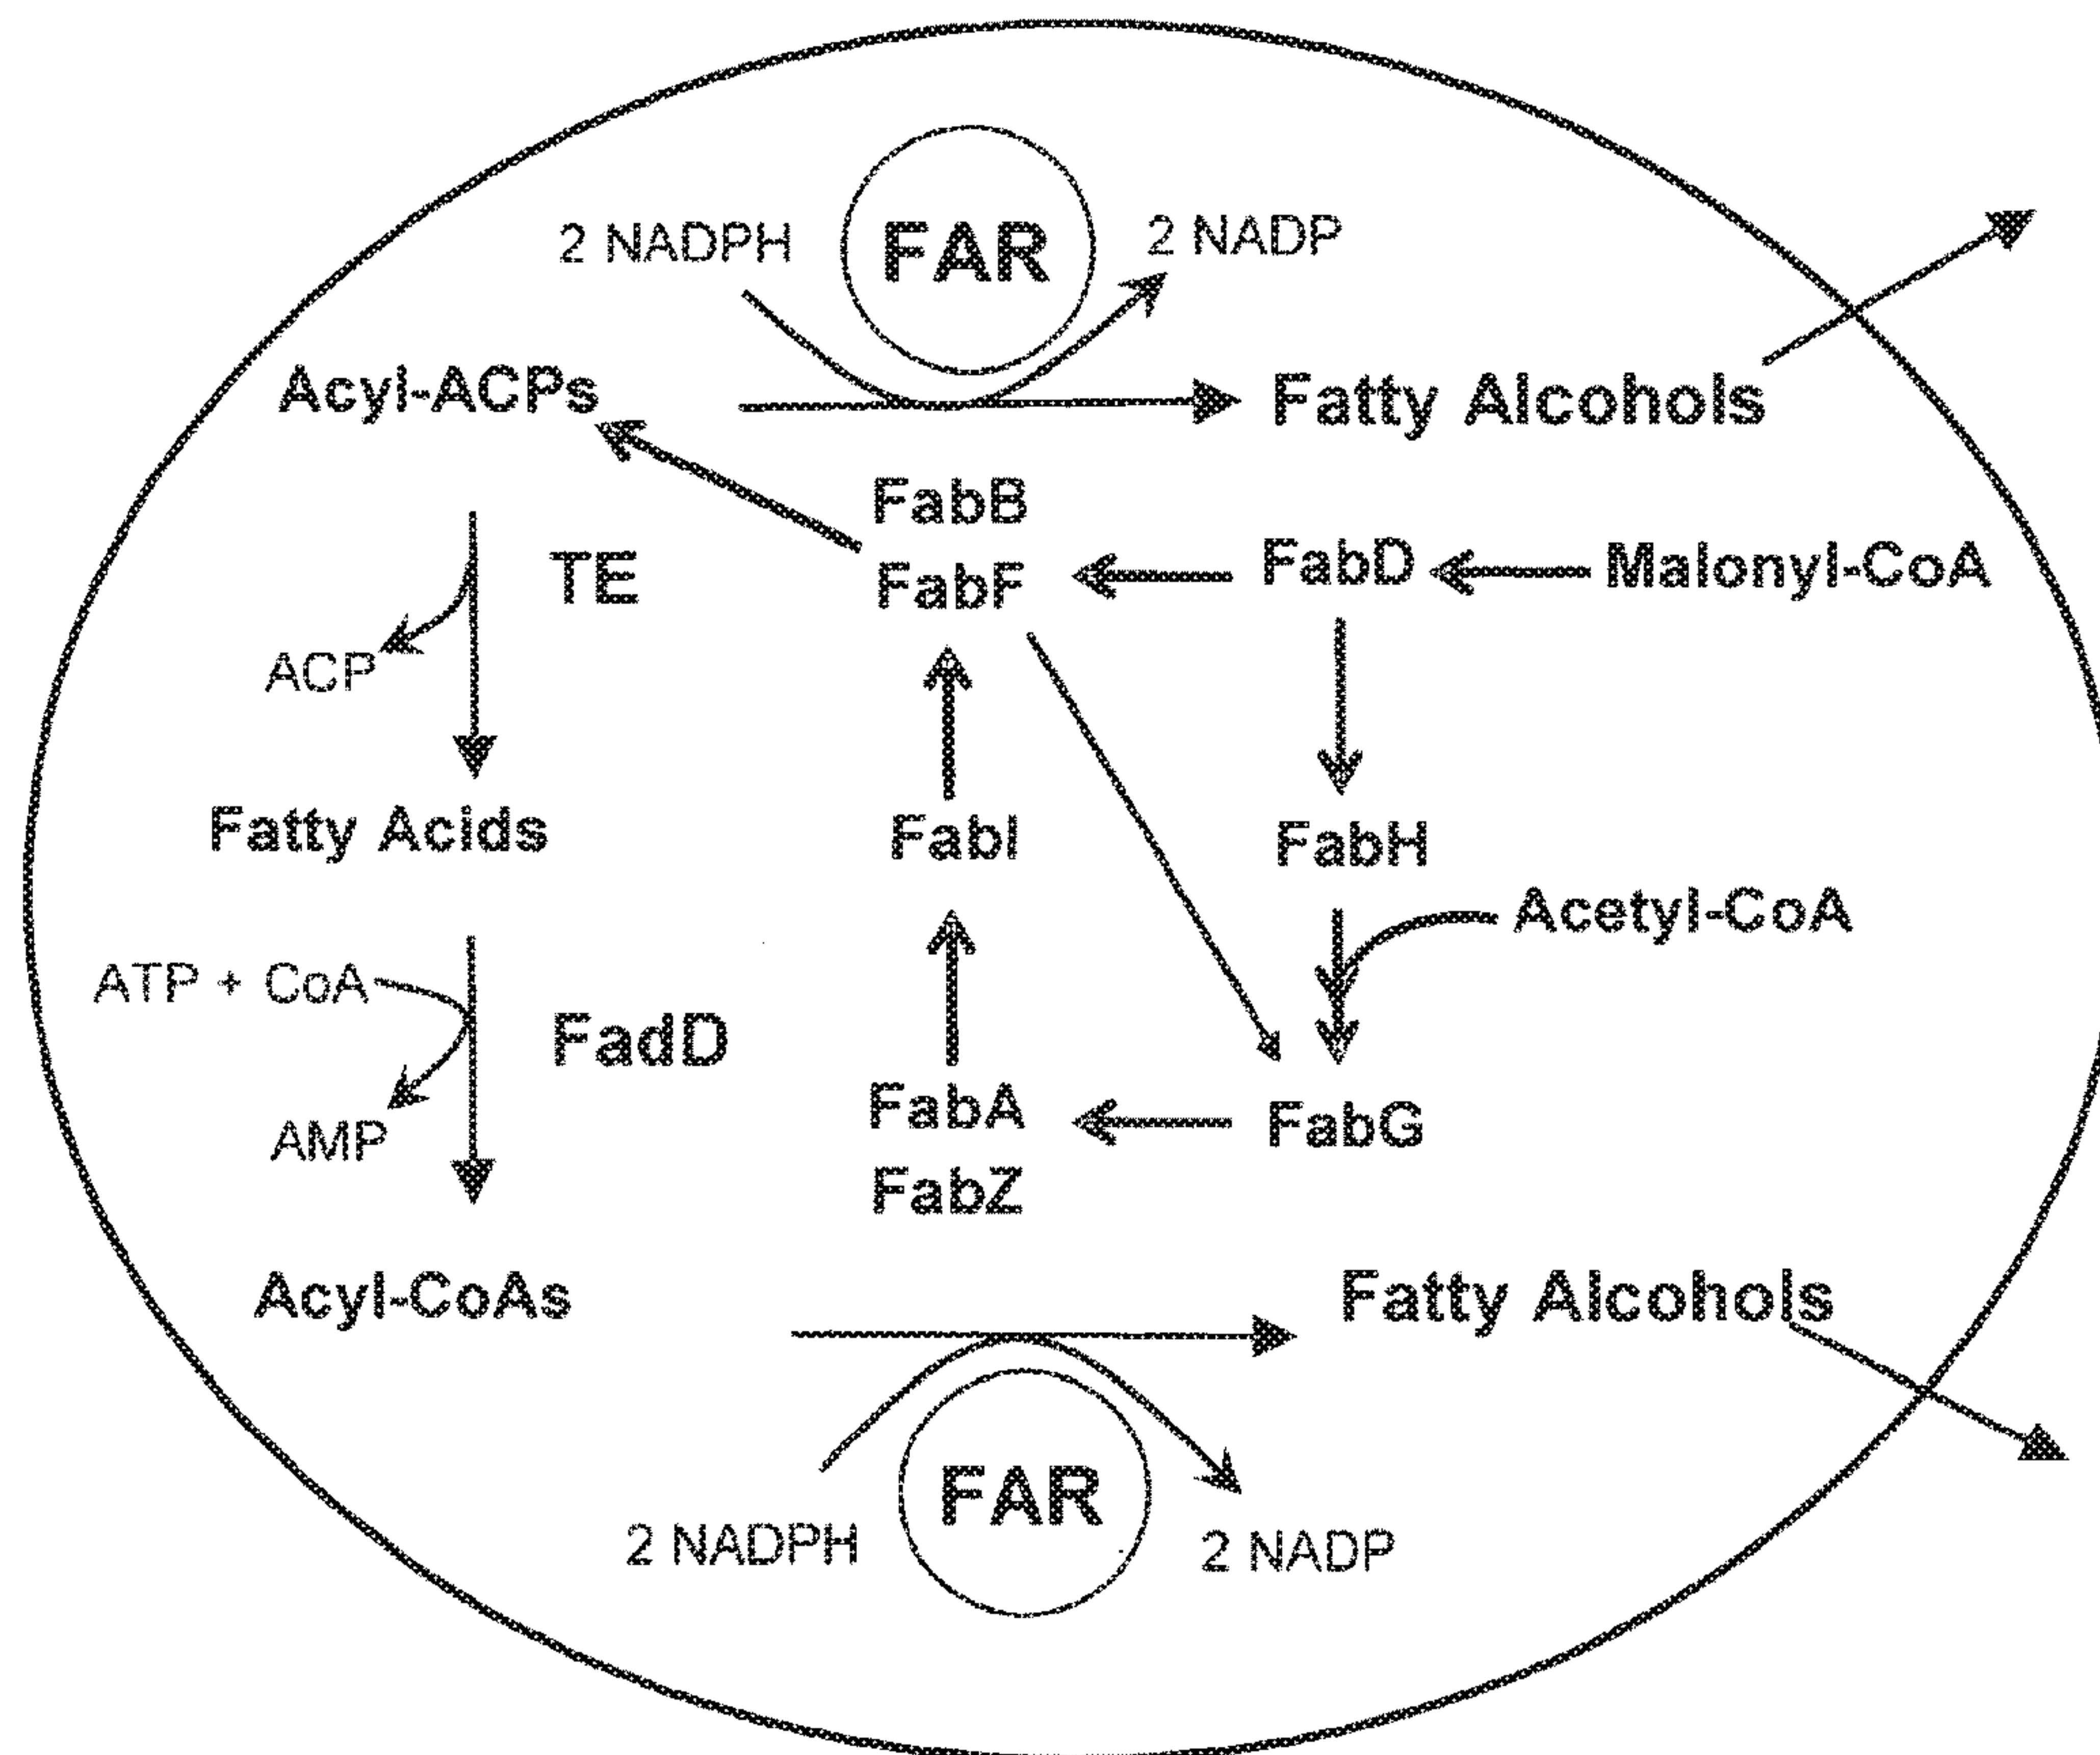 2 NADPH FAR 2 NADP
Acyl-ACPs Fatty Alcohols
FabB
TE FabF FabD Malonyl-CoA
ACP
Fatty Acids FabI FabH
Acetyl-CoA
ATP + CoA
FadD
AMP FabA FabG
FabZ
Acyl-CoAs Fatty Alcohols
2 NADPH FAR 2 NADP